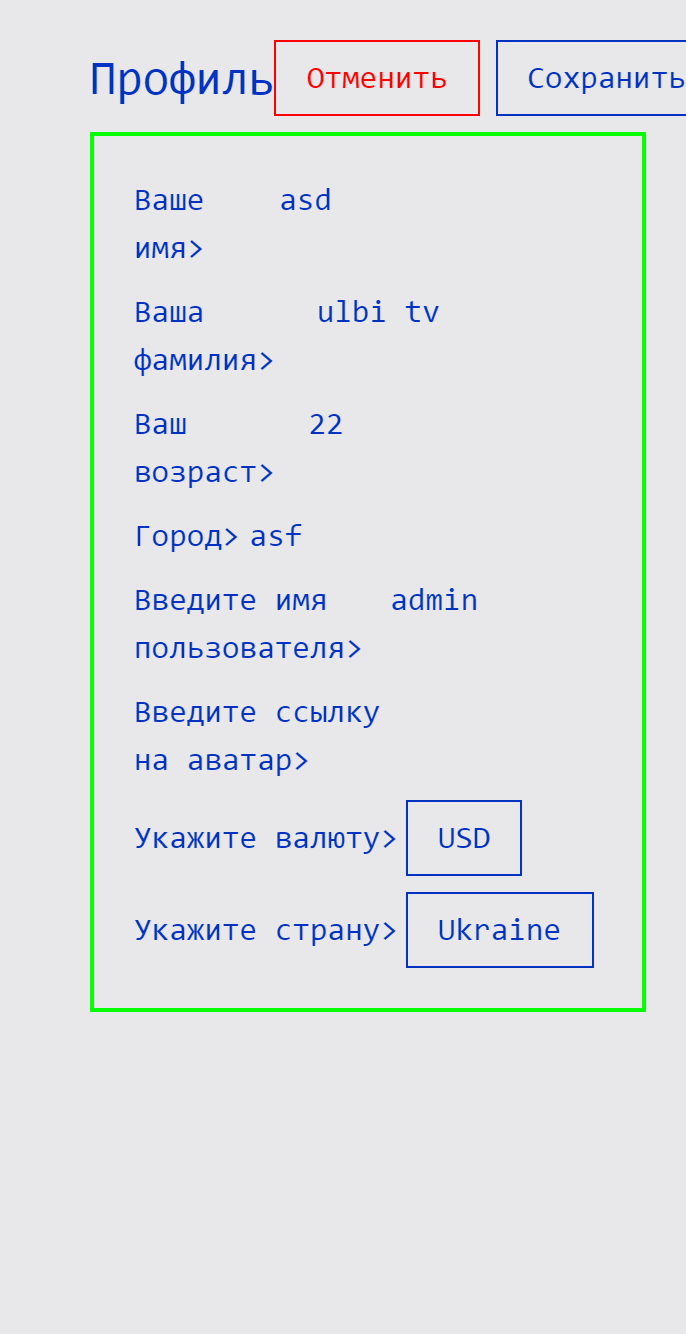 Профиль Отменить Сохранить
Ваше asd
имя>
Ваша ulbi tv
фамилия>
Ваш 22
возраст>
Город> asf
Введите имя admin
пользователя>
Введите ссылку
на аватар>
Укажите валюту> USD
Укажите страну> Ukraine